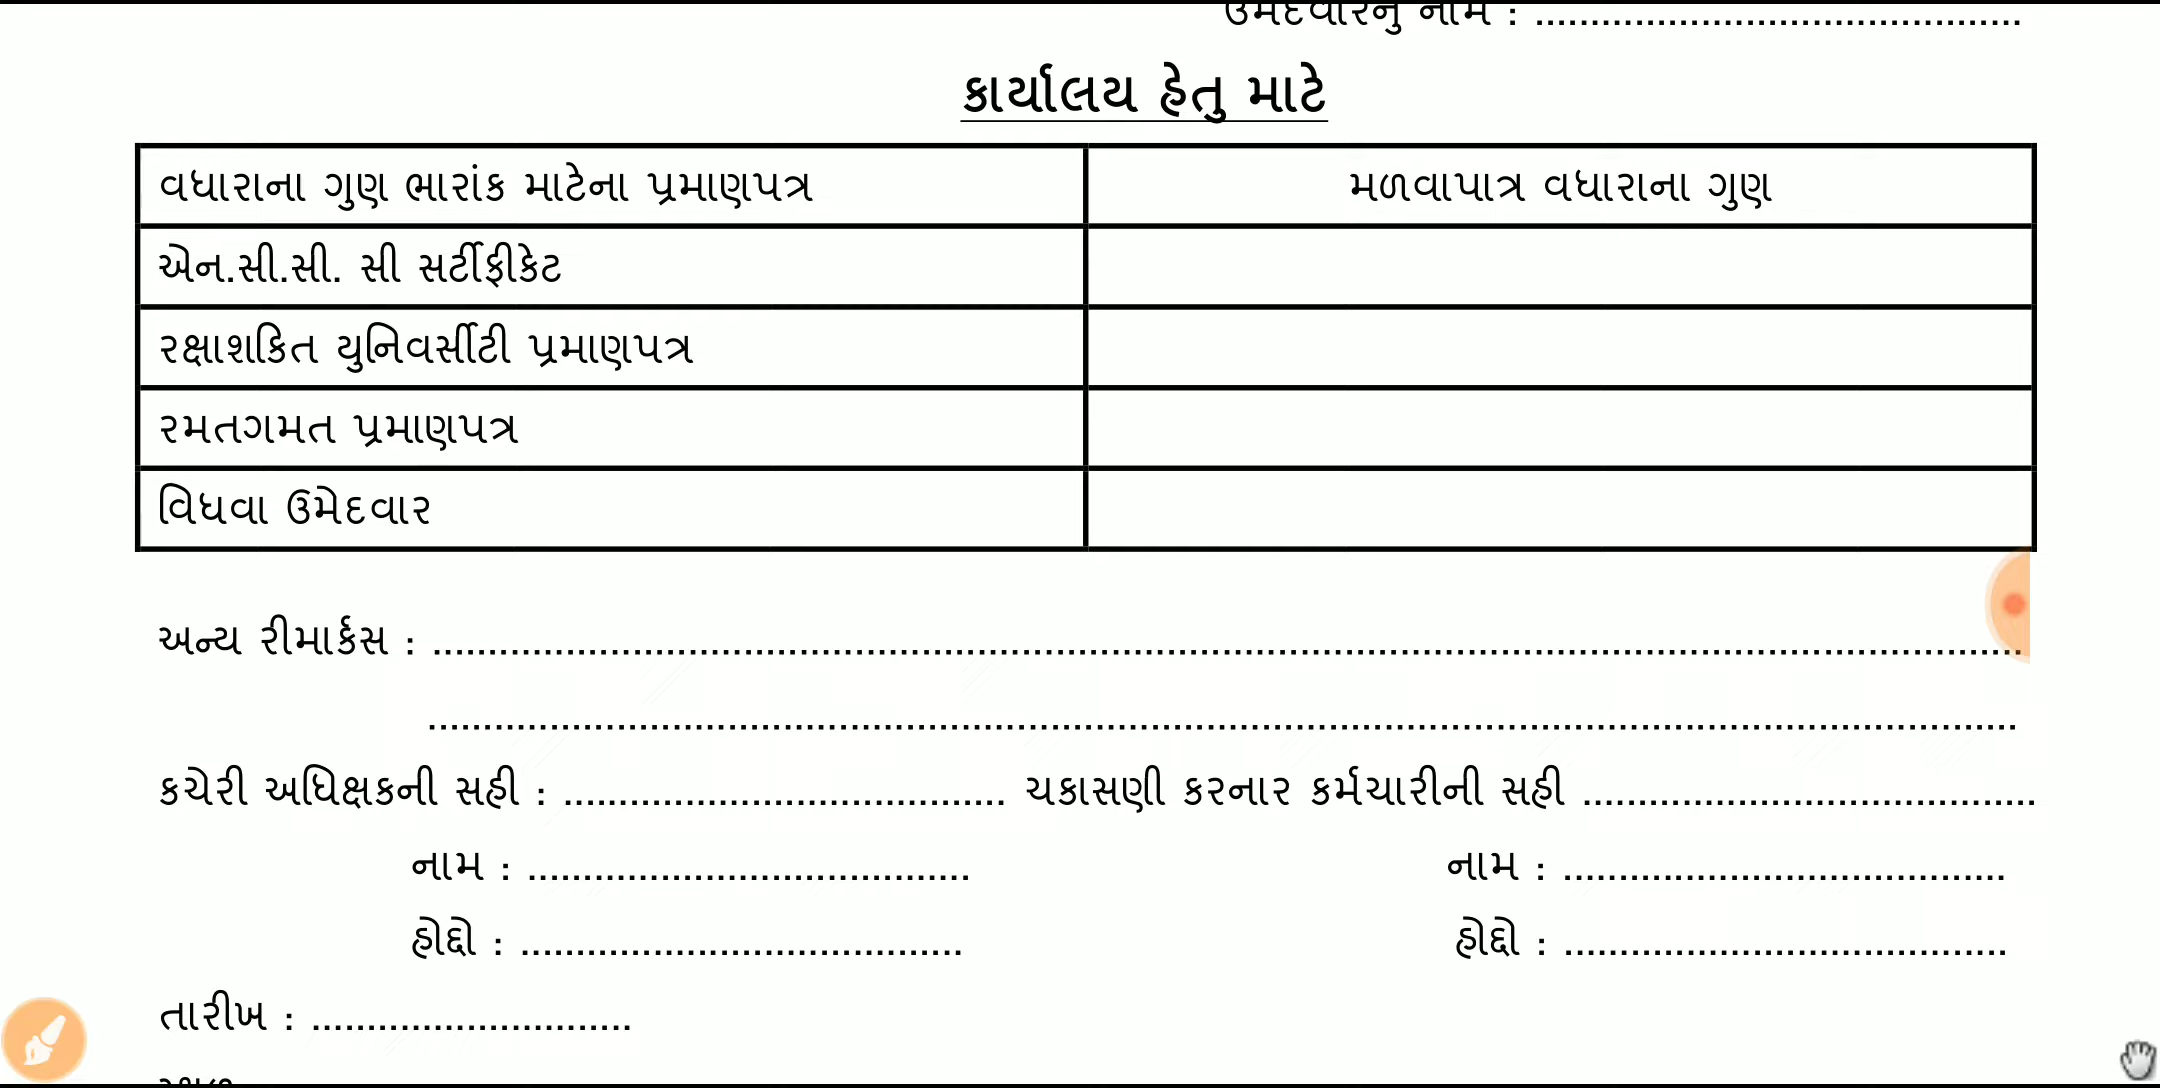 ઉમેદવારનુ નામ : ............................................
કાર્યાલય હેતુ માટે
વધારાના ગુણ ભારાંક માટેના પ્રમાણપત્ર મળવાપાત્ર વધારાના ગુણ
એન.સી.સી. સી સર્ટીફીકેટ
રક્ષાશકિત યુનિવર્સીટી પ્રમાણપત્ર
રમતગમત પ્રમાણપત્ર
વિધવા ઉમેદવાર
અન્ય રીમાર્કસ : ................................................................................................................................................
................................................................................................................................................
કચેરી અધિક્ષકની સહી : ........................................ ચકાસણી કરનાર કર્મચારીની સહી .........................................
નામ : ........................................ નામ : ........................................
હોદ્દો : ........................................ હોદ્દો : ........................................
તારીખ : .............................